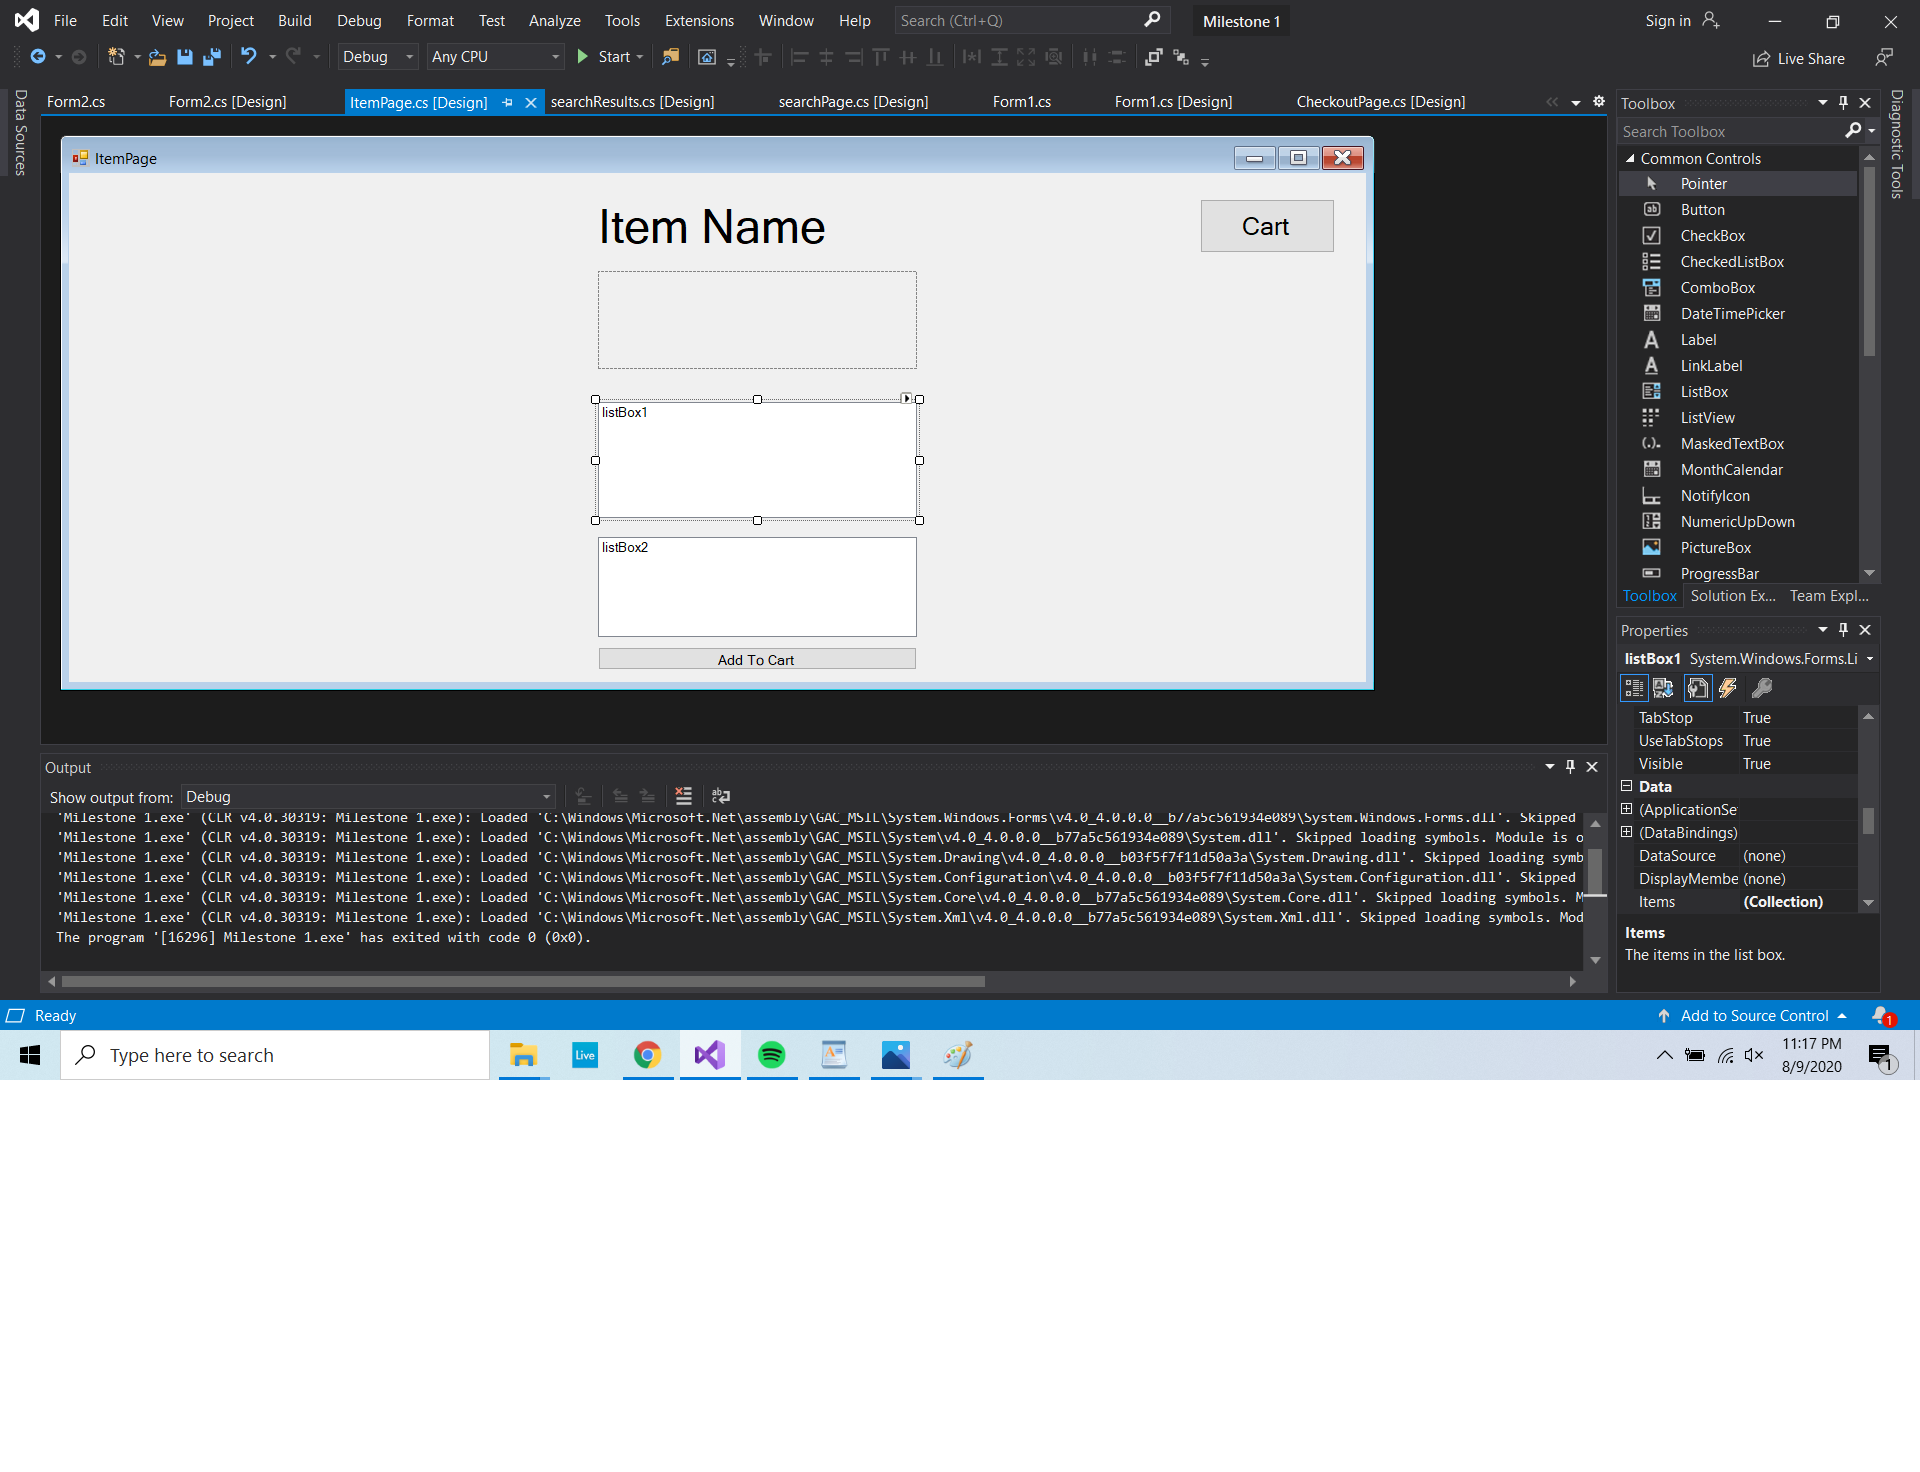 File Edit View Project Build Debug Format Test Analyze Tools Extensions Window Help Search (Ctrl+Q) Milestone 1 Sign in
Debug Any CPU Start Live Share
Data Sources
Form2.cs Form2.cs [Design] ItemPage.cs [Design] searchResults.cs [Design] searchPage.cs [Design] Form1.cs Form1.cs [Design] CheckoutPage.cs [Design]
ItemPage
Item Name
Cart
listBox1
listBox2
Add To Cart
Toolbox
Search Toolbox
Common Controls
Pointer
Button
CheckBox
CheckedListBox
ComboBox
DateTimePicker
Label
LinkLabel
ListBox
ListView
MaskedTextBox
MonthCalendar
NotifyIcon
NumericUpDown
PictureBox
ProgressBar
Toolbox Solution Ex... Team Expl...
Diagnostic Tools
Properties
listBox1 System.Windows.Forms.Li
TabStop True
UseTabStops True
Visible True
Data
(ApplicationSe
(DataBindings)
DataSource (none)
DisplayMembe (none)
Items (Collection)
Items
The items in the list box.
Output
Show output from: Debug
'Milestone 1.exe' (CLR v4.0.30319: Milestone 1.exe): Loaded 'C:\Windows\Microsoft.Net\assembly\GAC_MSIL\System.Windows.Forms\v4.0_4.0.0.0__b77a5c561934e089\System.Windows.Forms.dll'. Skipped
'Milestone 1.exe' (CLR v4.0.30319: Milestone 1.exe): Loaded 'C:\Windows\Microsoft.Net\assembly\GAC_MSIL\System\v4.0_4.0.0.0__b77a5c561934e089\System.dll'. Skipped loading symbols. Module is o
'Milestone 1.exe' (CLR v4.0.30319: Milestone 1.exe): Loaded 'C:\Windows\Microsoft.Net\assembly\GAC_MSIL\System.Drawing\v4.0_4.0.0.0__b03f5f7f11d50a3a\System.Drawing.dll'. Skipped loading symb
'Milestone 1.exe' (CLR v4.0.30319: Milestone 1.exe): Loaded 'C:\Windows\Microsoft.Net\assembly\GAC_MSIL\System.Configuration\v4.0_4.0.0.0__b03f5f7f11d50a3a\System.Configuration.dll'. Skipped
'Milestone 1.exe' (CLR v4.0.30319: Milestone 1.exe): Loaded 'C:\Windows\Microsoft.Net\assembly\GAC_MSIL\System.Core\v4.0_4.0.0.0__b77a5c561934e089\System.Core.dll'. Skipped loading symbols. M
'Milestone 1.exe' (CLR v4.0.30319: Milestone 1.exe): Loaded 'C:\Windows\Microsoft.Net\assembly\GAC_MSIL\System.Xml\v4.0_4.0.0.0__b77a5c561934e089\System.Xml.dll'. Skipped loading symbols. Mod
The program '[16296] Milestone 1.exe' has exited with code 0 (0x0).
Ready Add to Source Control 1
Type here to search Live 11:17 PM
8/9/2020 1